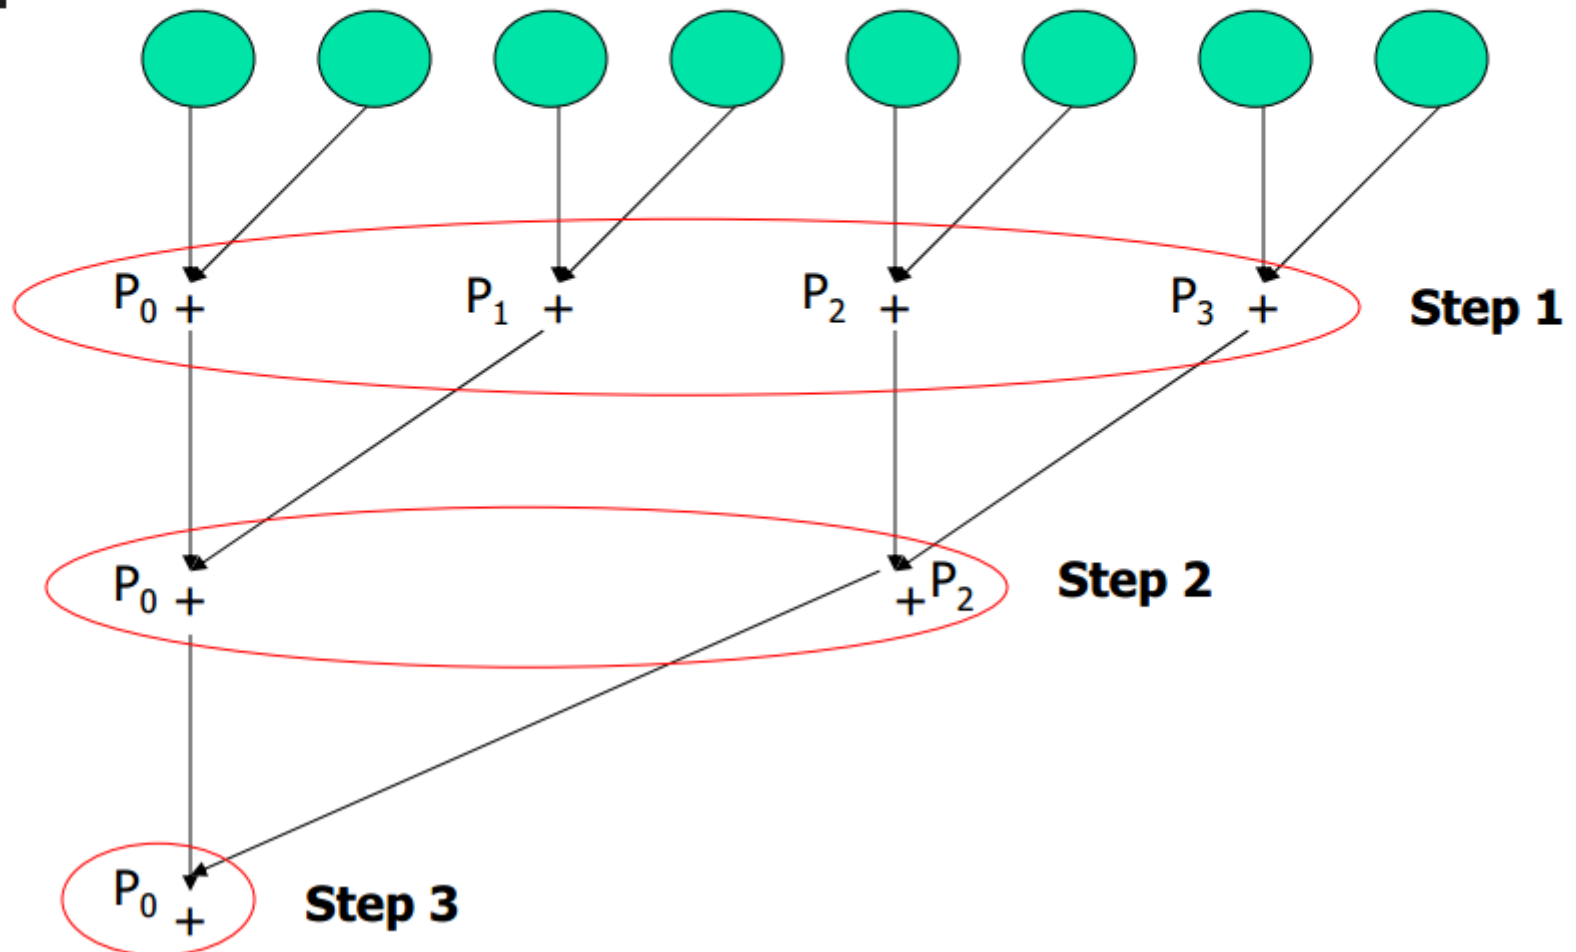 P0 + P1 + P2 + P3 + Step 1
P0 + +P2 Step 2
P0 + Step 3